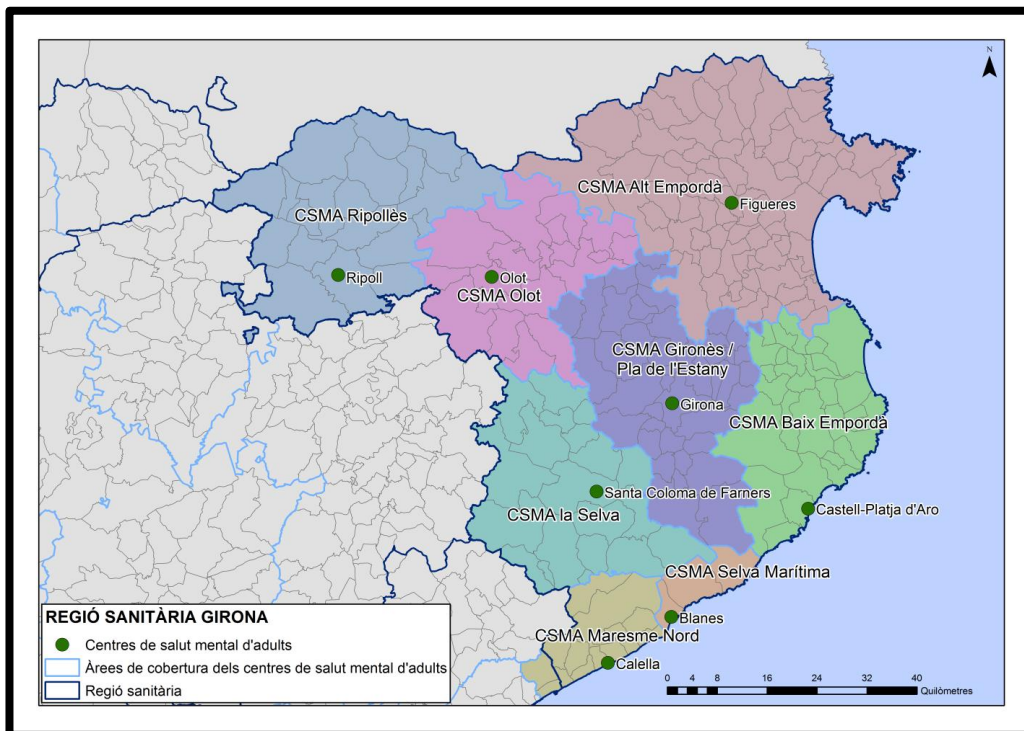 N
CSMA Alt Empordà
Figueres
CSMA Ripollès
Ripoll
Olot
CSMA Olot
CSMA Gironès /
Pla de l'Estany
Girona
CSMA Baix Empordà
Santa Coloma de Farners
CSMA la Selva
Castell-Platja d'Aro
CSMA Selva Marítima
Blanes
CSMA Maresme Nord
Calella
REGIÓ SANITÀRIA GIRONA
Centres de salut mental d'adults
Àrees de cobertura dels centres de salut mental d'adults
Regió sanitària
0 4 8 16 24 32 40
Quilòmetres